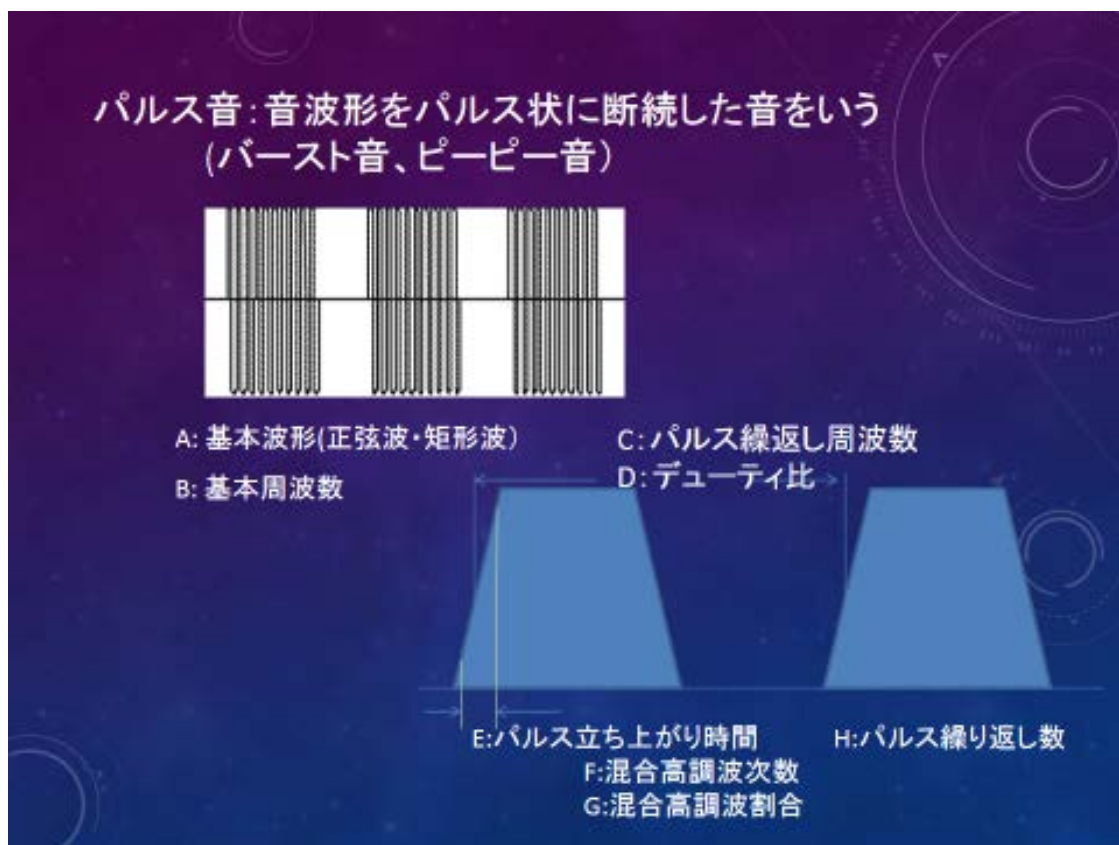 パルス音:音波形をパルス状に断続した音をいう
(バースト音、ピーピー音)
A: 基本波形(正弦波・矩形波)
B: 基本周波数
C:パルス繰返し周波数
D:デューティ比
E:パルス立ち上がり時間
F:混合高調波次数
G:混合高調波割合
H:パルス繰り返し数